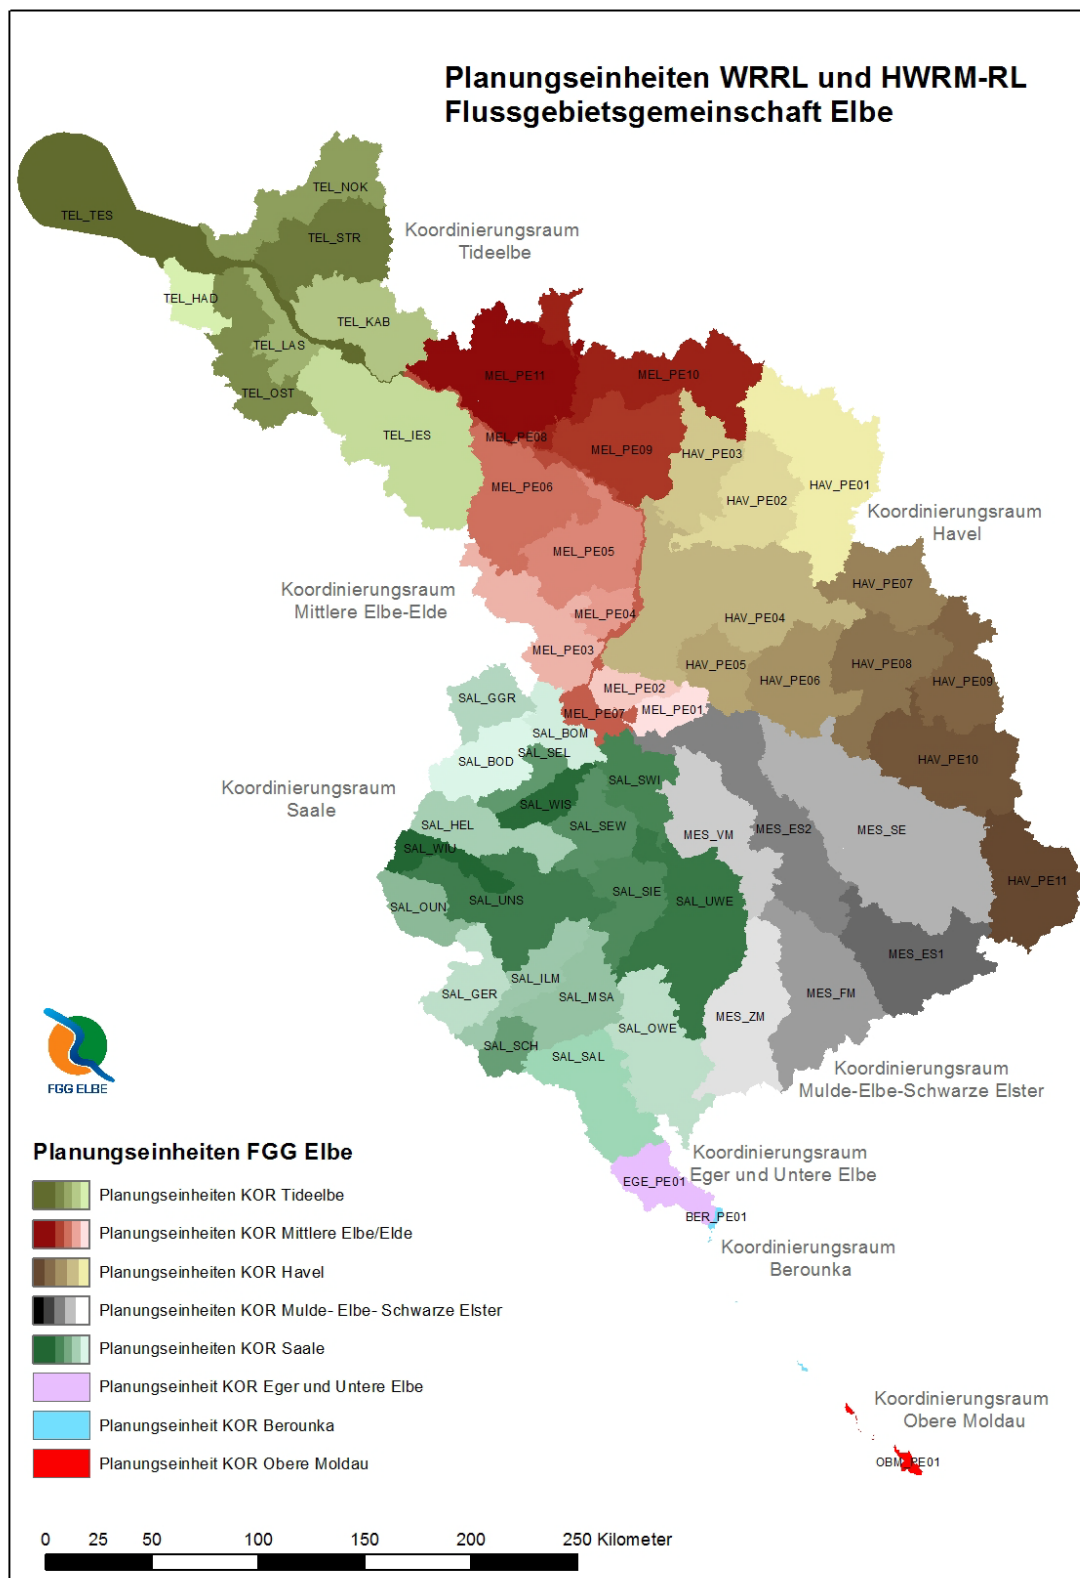 Planungseinheiten WRRL und HWRM-RL
Flussgebietsgemeinschaft Elbe
TEL_NOK
TEL_TES
TEL_STR
Koordinierungsraum
Tideelbe
TEL_HAD
TEL_KAB
TEL_LAS
MEL_PE11
MEL_PE10
TEL_OST
TEL_IES
MEL_PE08
MEL_PE09
HAV_PE03
MEL_PE06
HAV_PE02
HAV_PE01
Koordinierungsraum
Havel
MEL_PE05
Koordinierungsraum
Mittlere Elbe-Elde
HAV_PE07
MEL_PE04
HAV_PE04
MEL_PE03
HAV_PE05
HAV_PE08
HAV_PE06
HAV_PE09
MEL_PE02
SAL_GGR
MEL_PE07
MEL_PE01
SAL_BOM
SAL_SEL
SAL_BOD
HAV_PE10
Koordinierungsraum
Saale
SAL_SWI
SAL_WIS
SAL_HEL
SAL_SEW
MES_VM
MES_ES2
MES_SE
SAL_WIU
HAV_PE11
SAL_OUN
SAL_UNS
SAL_SIE
SAL_UWE
MES_ES1
SAL_ILM
SAL_GER
SAL_MSA
MES_FM
MES_ZM
SAL_OWE
SAL_SCH
SAL_SAL
Koordinierungsraum
Mulde-Elbe-Schwarze Elster
FGG ELBE
Koordinierungsraum
Eger und Untere Elbe
EGE_PE01
BER_PE01
Koordinierungsraum
Berounka
Koordinierungsraum
Obere Moldau
OBM_PE01
Planungseinheiten FGG Elbe
Planungseinheiten KOR Tideelbe
Planungseinheiten KOR Mittlere Elbe/Elde
Planungseinheiten KOR Havel
Planungseinheiten KOR Mulde- Elbe- Schwarze Elster
Planungseinheiten KOR Saale
Planungseinheit KOR Eger und Untere Elbe
Planungseinheit KOR Berounka
Planungseinheit KOR Obere Moldau
0 25 50 100 150 200 250 Kilometer